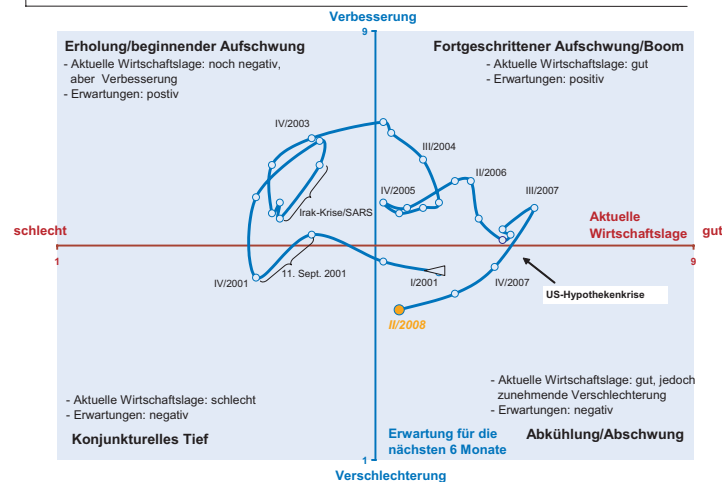 Verbesserung
9
Erholung/beginnender Aufschwung
- Aktuelle Wirtschaftslage: noch negativ,
aber Verbesserung
- Erwartungen: postiv
Fortgeschrittener Aufschwung/Boom
- Aktuelle Wirtschaftslage: gut
- Erwartungen: positiv
IV/2003
III/2004
II/2006
IV/2005
III/2007
Irak-Krise/SARS
schlecht
Aktuelle
Wirtschaftslage
gut
1
9
11. Sept. 2001
IV/2001
I/2001
IV/2007
US-Hypothekenkrise
II/2008
- Aktuelle Wirtschaftslage: schlecht
- Erwartungen: negativ
Konjunkturelles Tief
- Aktuelle Wirtschaftslage: gut, jedoch
zunehmende Verschlechterung
- Erwartungen: negativ
Abkühlung/Abschwung
Erwartung für die
nächsten 6 Monate
1
Verschlechterung